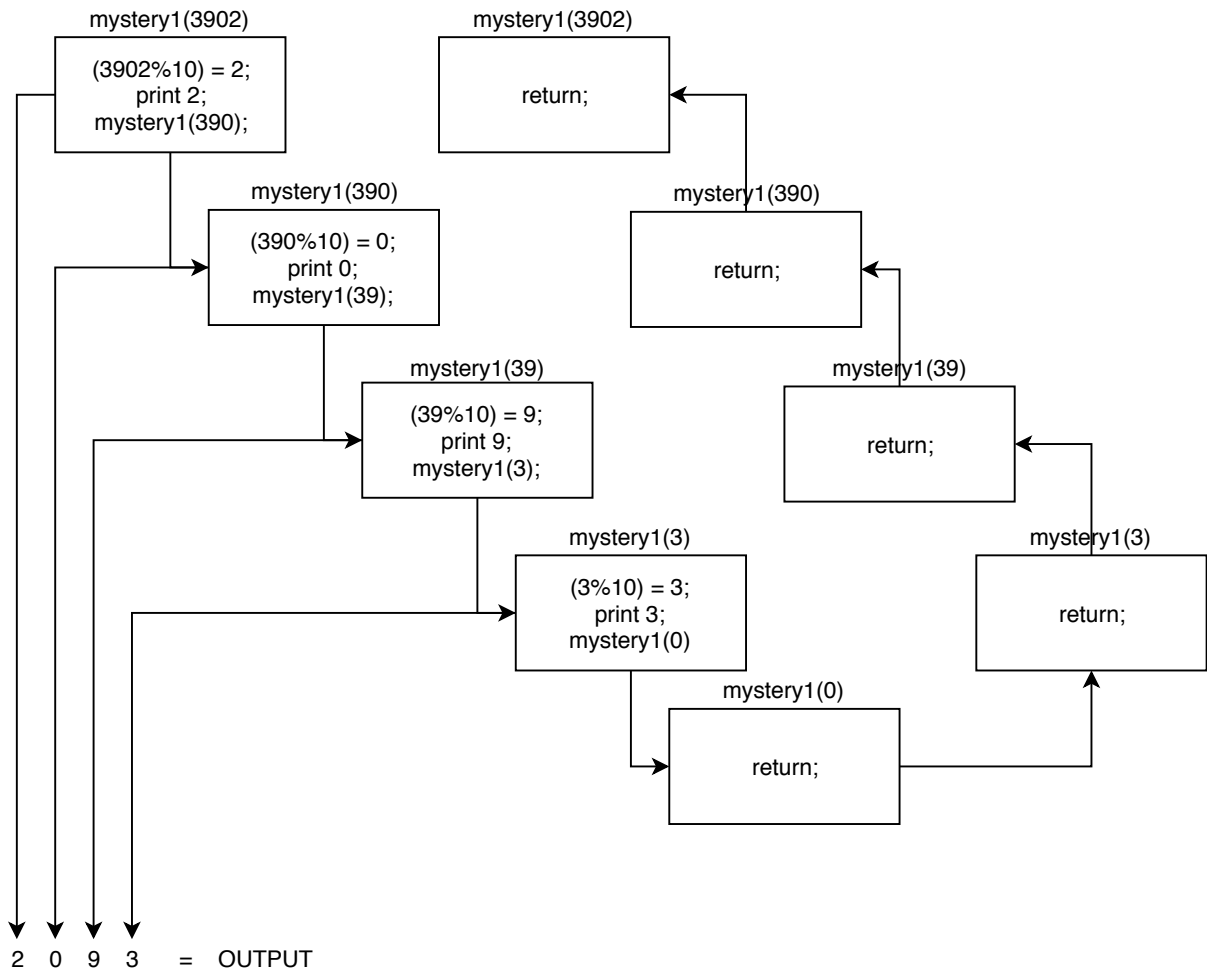 mystery1(3902)
(3902%10) = 2;
print 2;
mystery1(390);
mystery1(390)
(390%10) = 0;
print 0;
mystery1(39);
mystery1(39)
(39%10) = 9;
print 9;
mystery1(3);
mystery1(3)
(3%10) = 3;
print 3;
mystery1(0)
mystery1(0)
return;
mystery1(3)
return;
mystery1(39)
return;
mystery1(390)
return;
mystery1(3902)
return;
2 0 9 3 = OUTPUT